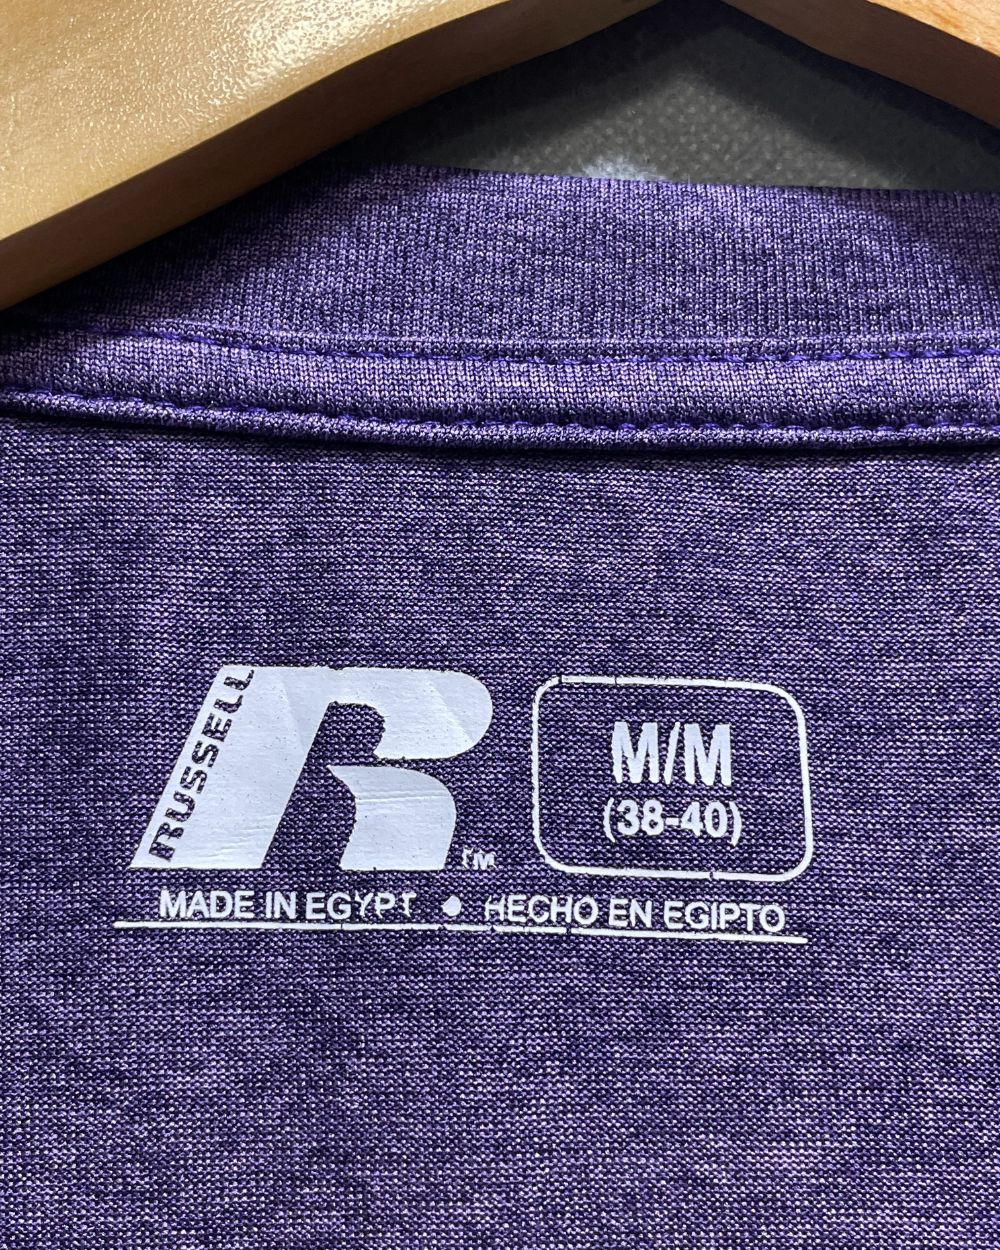 RUSSELL
R
TM
M/M
(38-40)
MADE IN EGYPT • HECHO EN EGIPTO